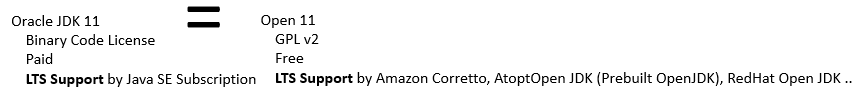 Oracle JDK 11
Binary Code License
Paid
LTS Support by Java SE Subscription
=
Open 11
GPL v2
Free
LTS Support by Amazon Corretto, AtoptOpen JDK (Prebuilt OpenJDK), RedHat Open JDK ..